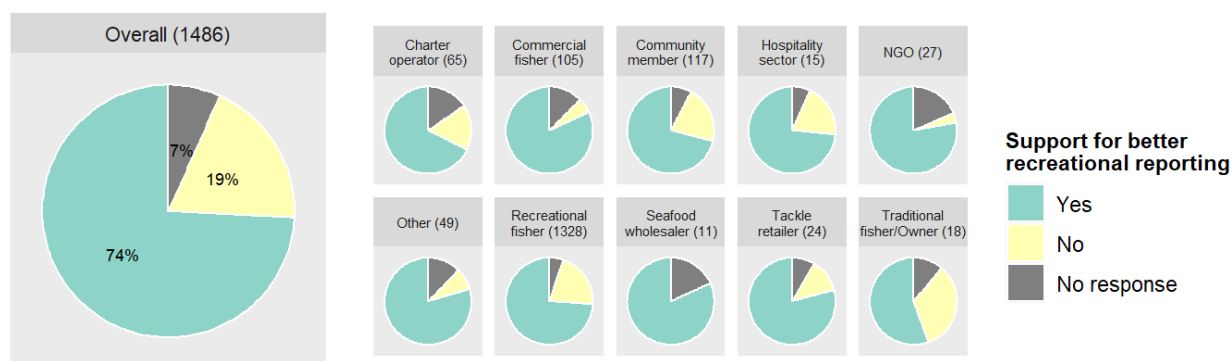 Overall (1486)
7%
19%
74%
Charter
operator (65)
Commercial
fisher (105)
Community
member (117)
Hospitality
sector (15)
NGO (27)
Other (49)
Recreational
fisher (1328)
Seafood
wholesaler (11)
Tackle
retailer (24)
Traditional
fisher/Owner (18)
Support for better
recreational reporting
Yes
No
No response